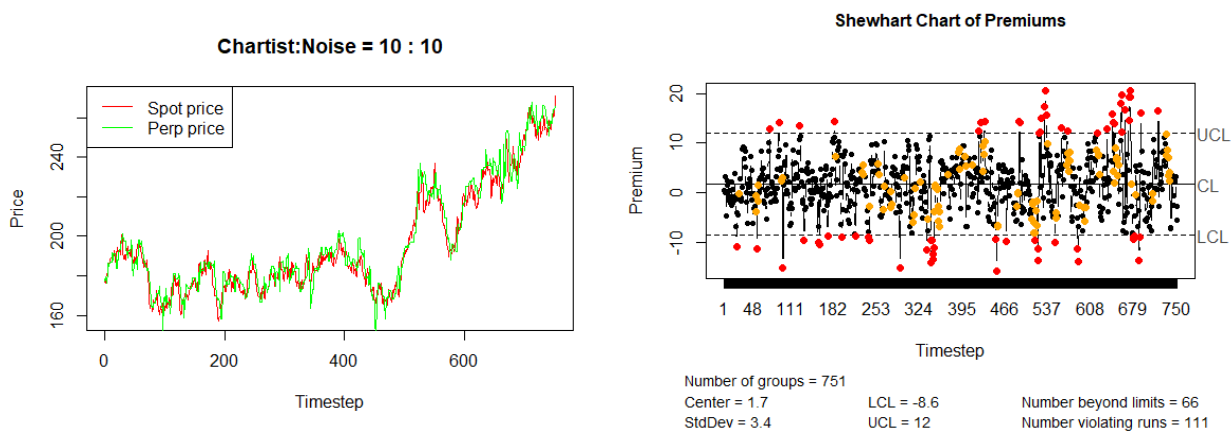 Chartist:Noise = 10 : 10
Spot price
Perp price
Price
160
200
240
0
200
400
600
Timestep
Shewhart Chart of Premiums
Premium
-10
0
10
20
UCL
CL
LCL
1
48
111
182
253
324
395
466
537
608
679
750
Timestep
Number of groups = 751
Center = 1.7
LCL = -8.6
Number beyond limits = 66
StdDev = 3.4
UCL = 12
Number violating runs = 111